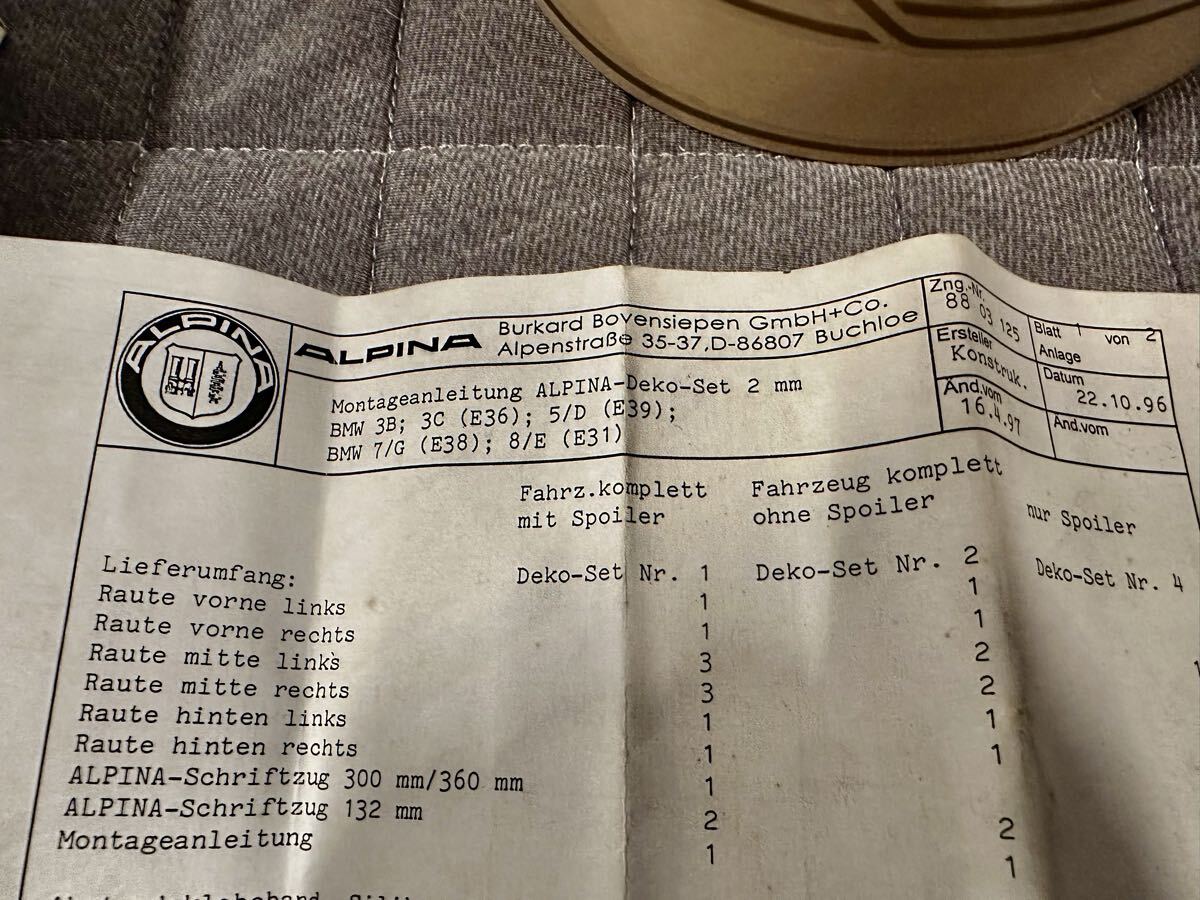 ALPINA
ALPINA
Burkard Bovensiepen GmbH+Co.
Alpenstraße 35-37,D-86807 Buchloe
Zng.-Nr.
88 03 125
Blatt 1 von 2
Ersteller
Konstruk.
Anlage
Datum
22.10.96
Änd.vom
16.4.97
Änd.vom
Montageanleitung ALPINA-Deko-Set 2 mm
BMW 3B; 3C (E36); 5/D (E39);
BMW 7/G (E38); 8/E (E31)
Fahrz.komplett mit Spoiler
Fahrzeug komplett ohne Spoiler
nur Spoiler
Lieferumfang: Deko-Set Nr. 1 Deko-Set Nr. 2 Deko-Set Nr. 4
Raute vorne links 1 1
Raute vorne rechts 1 1
Raute mitte links 3 2
Raute mitte rechts 3 2
Raute hinten links 1 1
Raute hinten rechts 1 1
ALPINA-Schriftzug 300 mm/360 mm 1
ALPINA-Schriftzug 132 mm 2 2
Montageanleitung 1 1